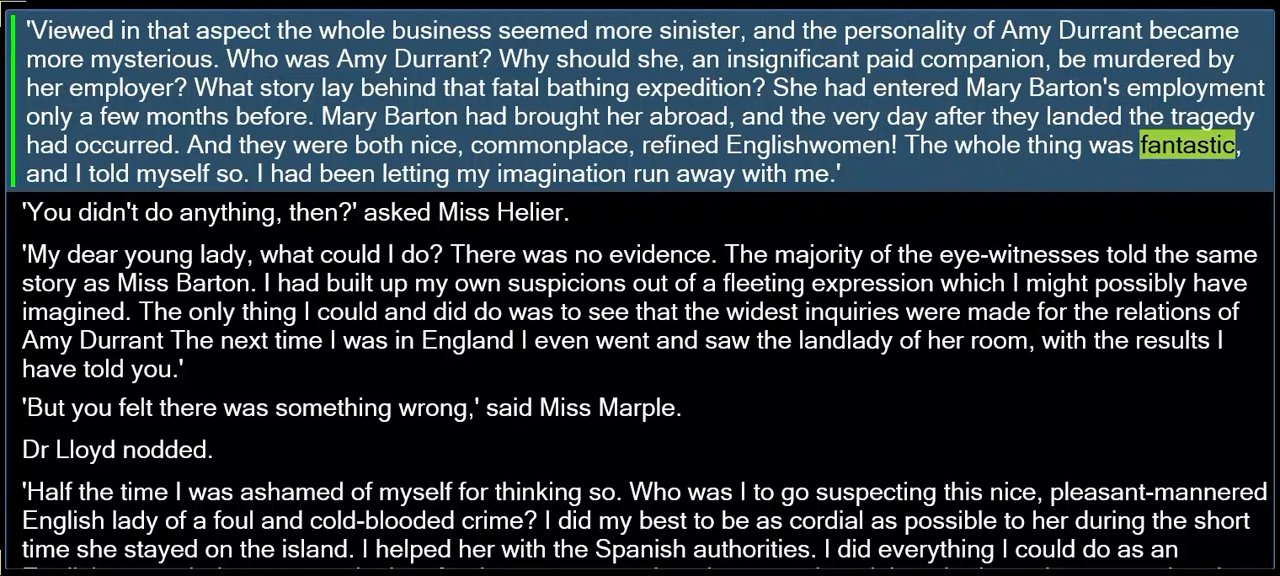 'Viewed in that aspect the whole business seemed more sinister, and the personality of Amy Durrant became
more mysterious. Who was Amy Durrant? Why should she, an insignificant paid companion, be murdered by
her employer? What story lay behind that fatal bathing expedition? She had entered Mary Barton's employment
only a few months before. Mary Barton had brought her abroad, and the very day after they landed the tragedy
had occurred. And they were both nice, commonplace, refined Englishwomen! The whole thing was fantastic,
and I told myself so. I had been letting my imagination run away with me.'
'You didn't do anything, then?' asked Miss Helier.
'My dear young lady, what could I do? There was no evidence. The majority of the eye-witnesses told the same
story as Miss Barton. I had built up my own suspicions out of a fleeting expression which I might possibly have
imagined. The only thing I could and did do was to see that the widest inquiries were made for the relations of
Amy Durrant The next time I was in England I even went and saw the landlady of her room, with the results I
have told you.'
'But you felt there was something wrong,' said Miss Marple.
Dr Lloyd nodded.
'Half the time I was ashamed of myself for thinking so. Who was I to go suspecting this nice, pleasant-mannered
English lady of a foul and cold-blooded crime? I did my best to be as cordial as possible to her during the short
time she stayed on the island. I helped her with the Spanish authorities. I did everything I could do as an